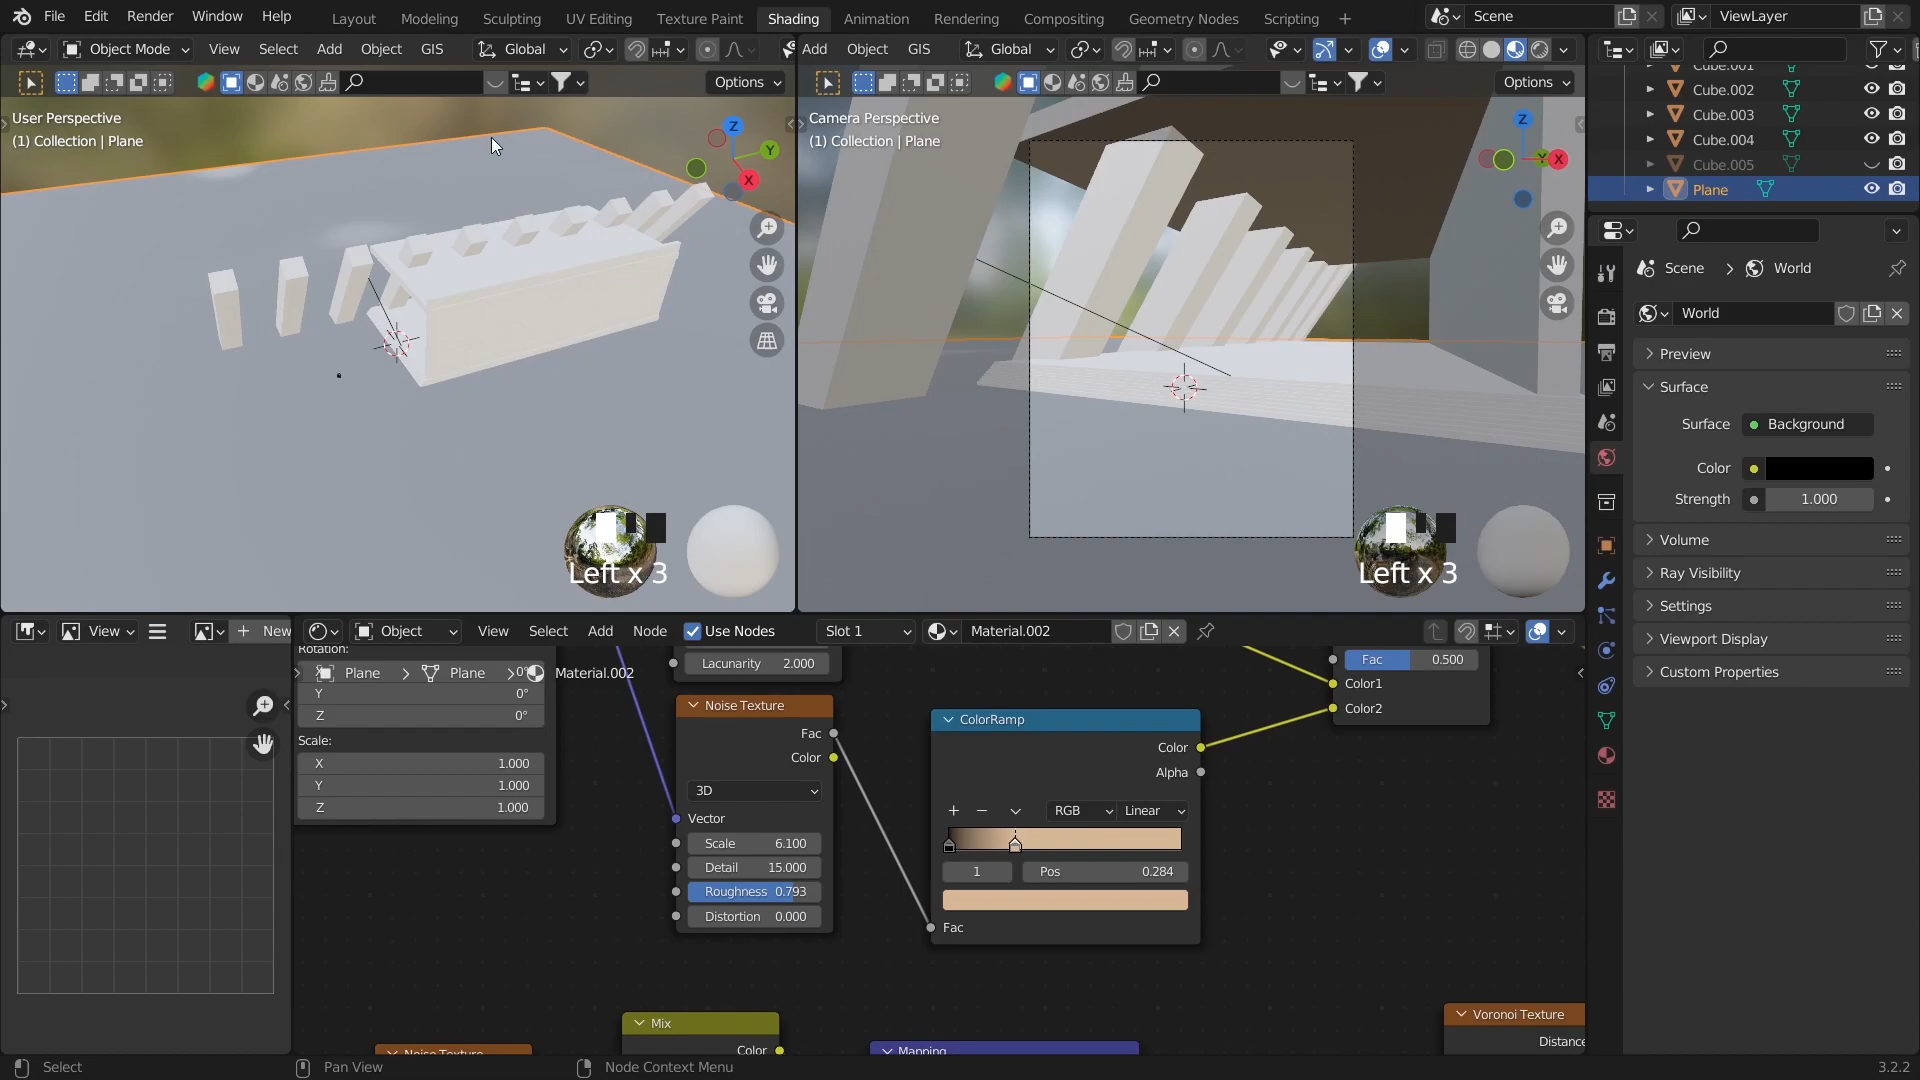 File Edit Render Window Help Layout Modeling Sculpting UV Editing Texture Paint Shading Animation Rendering Compositing Geometry Nodes Scripting + Scene ViewLayer
Object Mode View Select Add Object GIS Global
Add Object GIS Global
Options
Options
User Perspective
(1) Collection | Plane
Z
Y
X
Left x 3
Camera Perspective
(1) Collection | Plane
Z
Y
X
Left x 3
Cube.001
Cube.002
Cube.003
Cube.004
Cube.005
Plane
Scene > World
World
Preview
Surface
Surface Background
Color
Strength 1.000
Volume
Ray Visibility
Settings
Viewport Display
Custom Properties
View + New
Object View Select Add Node Use Nodes Slot 1 Material.002
Rotation:
Plane > Plane > Material.002
X 0°
Y 0°
Z 0°
Scale:
X 1.000
Y 1.000
Z 1.000
Lacunarity 2.000
Noise Texture
Fac
Color
3D
Vector
Scale 6.100
Detail 15.000
Roughness 0.793
Distortion 0.000
ColorRamp
Color
Alpha
RGB Linear
1 Pos 0.284
Fac
Fac 0.500
Color1
Color2
Noise Texture
Mix
Color
Mapping
Voronoi Texture
Distance
Select Pan View Node Context Menu 3.2.2